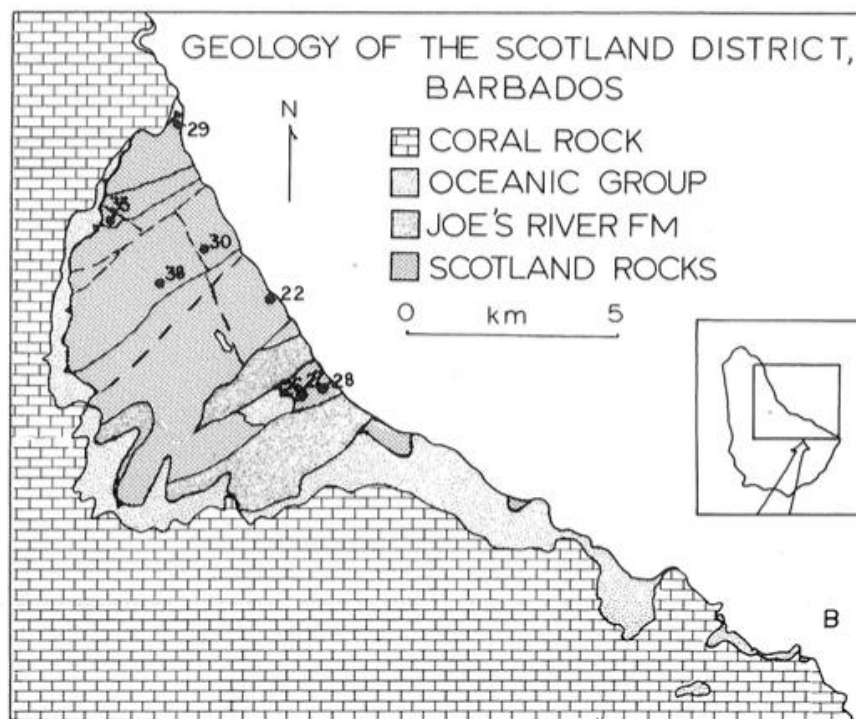 GEOLOGY OF THE SCOTLAND DISTRICT,
BARBADOS
N
CORAL ROCK
OCEANIC GROUP
JOE'S RIVER FM
SCOTLAND ROCKS
0 km 5
29
30
38
22
28
B